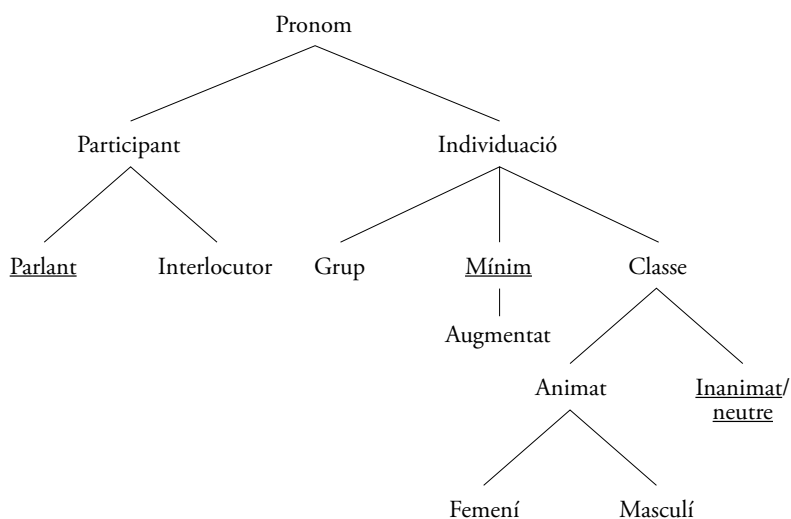 Pronom
Participant Individuació
Parlant Interlocutor Grup Mínim Classe
Augmentat
Animat Inanimat/
neutre
Femení Masculí